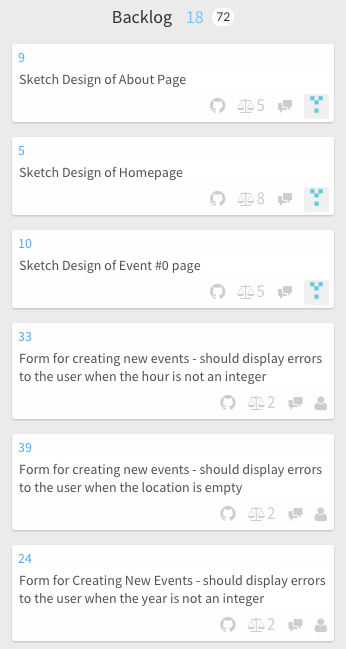 Backlog 18 72
9
Sketch Design of About Page
5
5
Sketch Design of Homepage
8
10
Sketch Design of Event #0 page
5
33
Form for creating new events - should display errors
to the user when the hour is not an integer
2
39
Form for creating new events - should display errors
to the user when the location is empty
2
24
Form for Creating New Events - should display errors
to the user when the year is not an integer
2